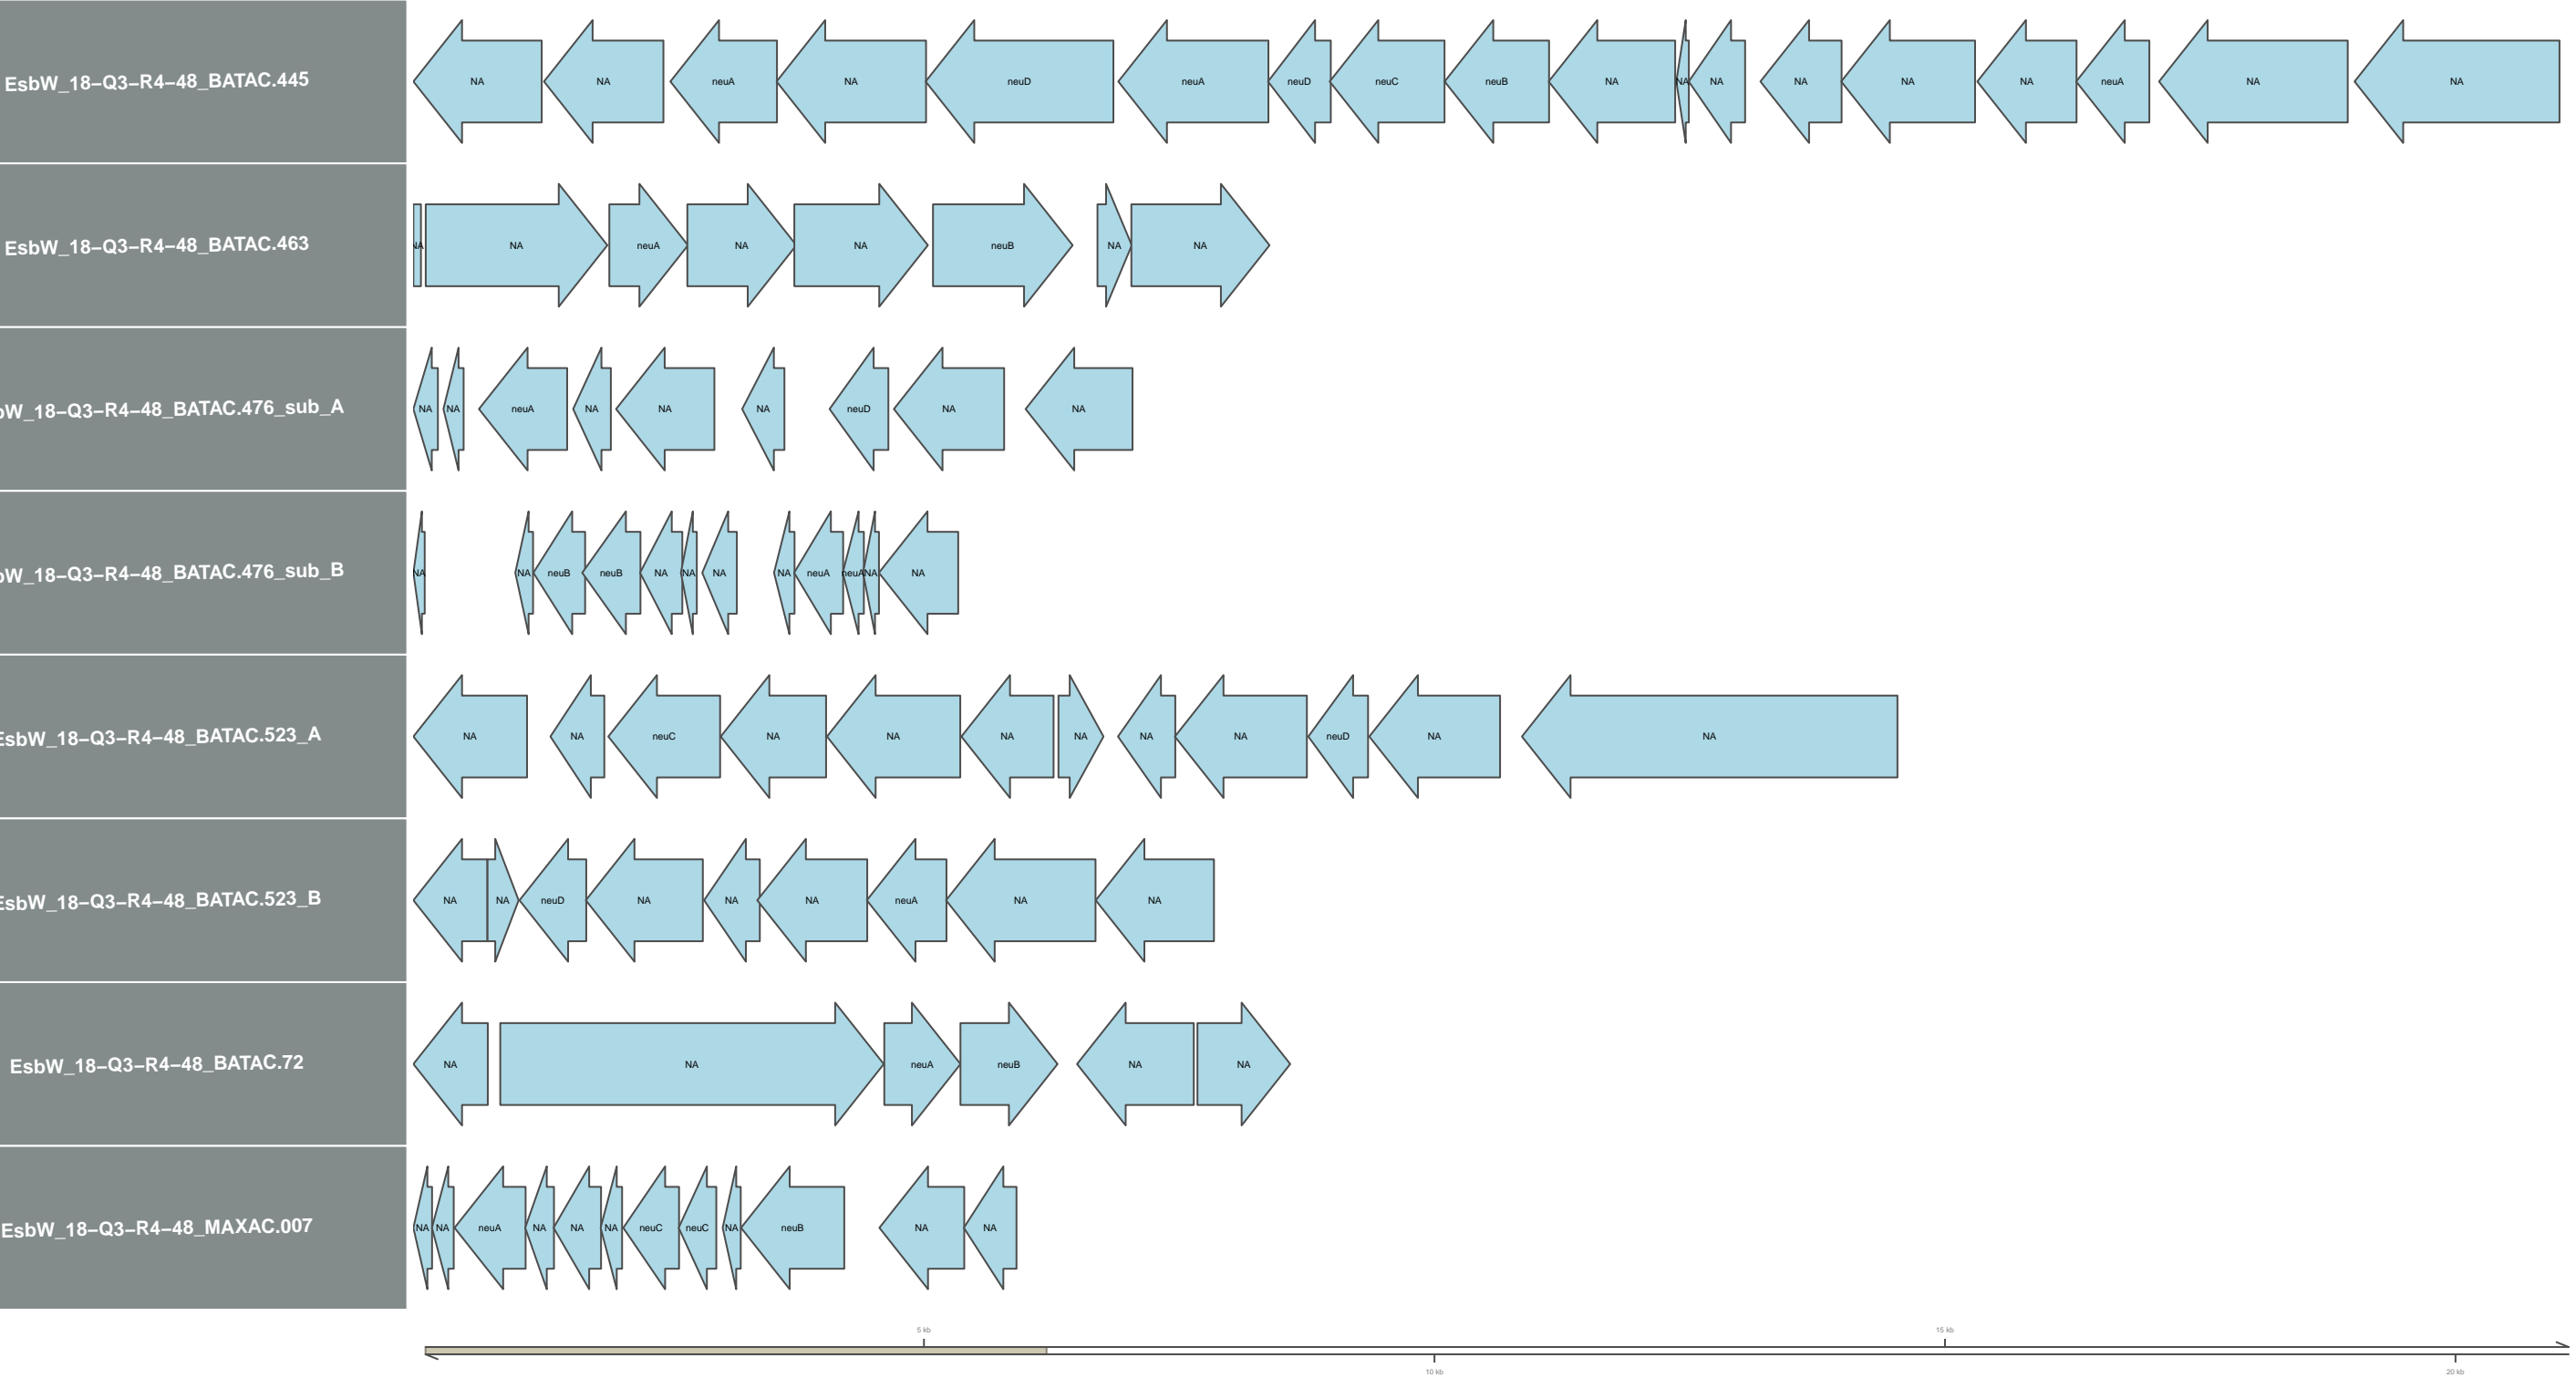 EsbW_18–Q3–R4–48_BATAC.445
NA NA neuA NA neuD neuA neuD neuC neuB NA NA NA NA NA NA neuA NA NA
EsbW_18–Q3–R4–48_BATAC.463
NA NA neuA NA NA neuB NA NA
bW_18–Q3–R4–48_BATAC.476_sub_A
NA NA neuA NA NA NA neuD NA NA
bW_18–Q3–R4–48_BATAC.476_sub_B
NA NA neuB neuB NA NA NA NA neuA neuA NA NA
EsbW_18–Q3–R4–48_BATAC.523_A
NA NA neuC NA NA NA NA NA NA neuD NA NA
EsbW_18–Q3–R4–48_BATAC.523_B
NA NA neuD NA NA NA neuA NA NA
EsbW_18–Q3–R4–48_BATAC.72
NA NA neuA neuB NA NA
EsbW_18–Q3–R4–48_MAXAC.007
NA NA neuA NA NA NA neuC neuC NA neuB NA NA
5 kb 15 kb
10 kb 20 kb